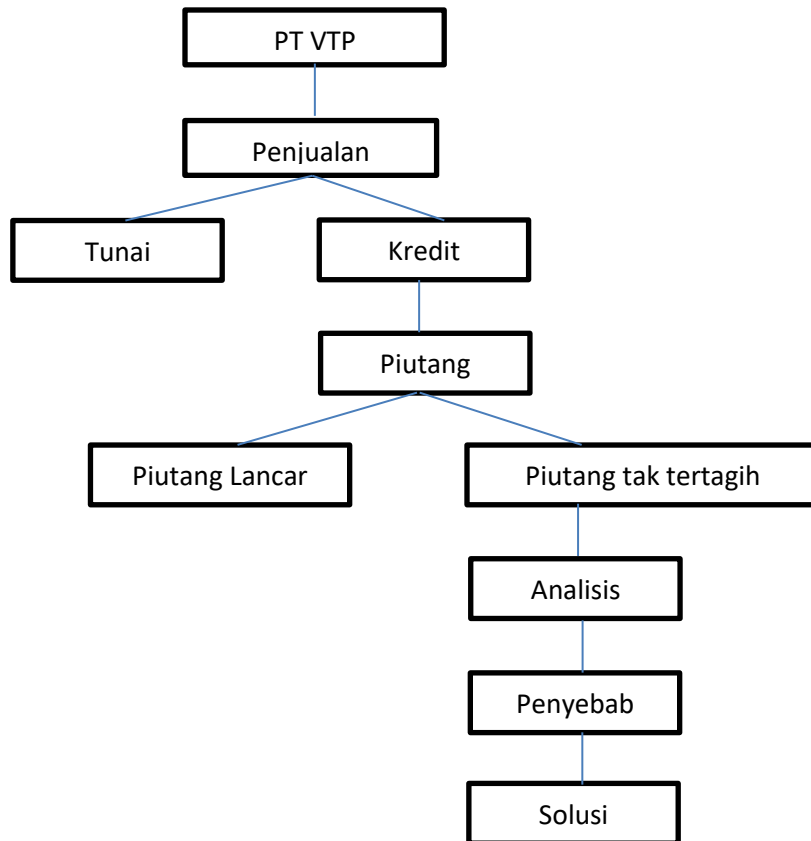 PT VTP
Penjualan
Tunai
Kredit
Piutang
Piutang Lancar
Piutang tak tertagih
Analisis
Penyebab
Solusi